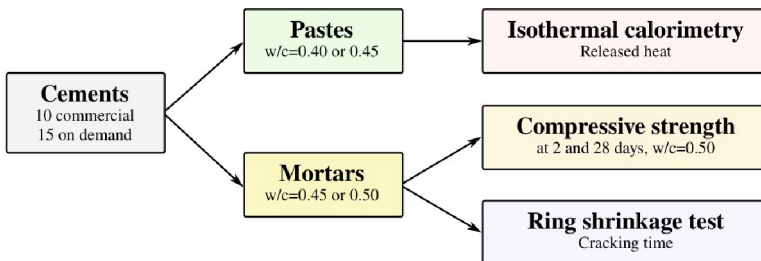 Cements
10 commercial
15 on demand
Pastes
w/c=0.40 or 0.45
Mortars
w/c=0.45 or 0.50
Isothermal calorimetry
Released heat
Compressive strength
at 2 and 28 days, w/c=0.50
Ring shrinkage test
Cracking time